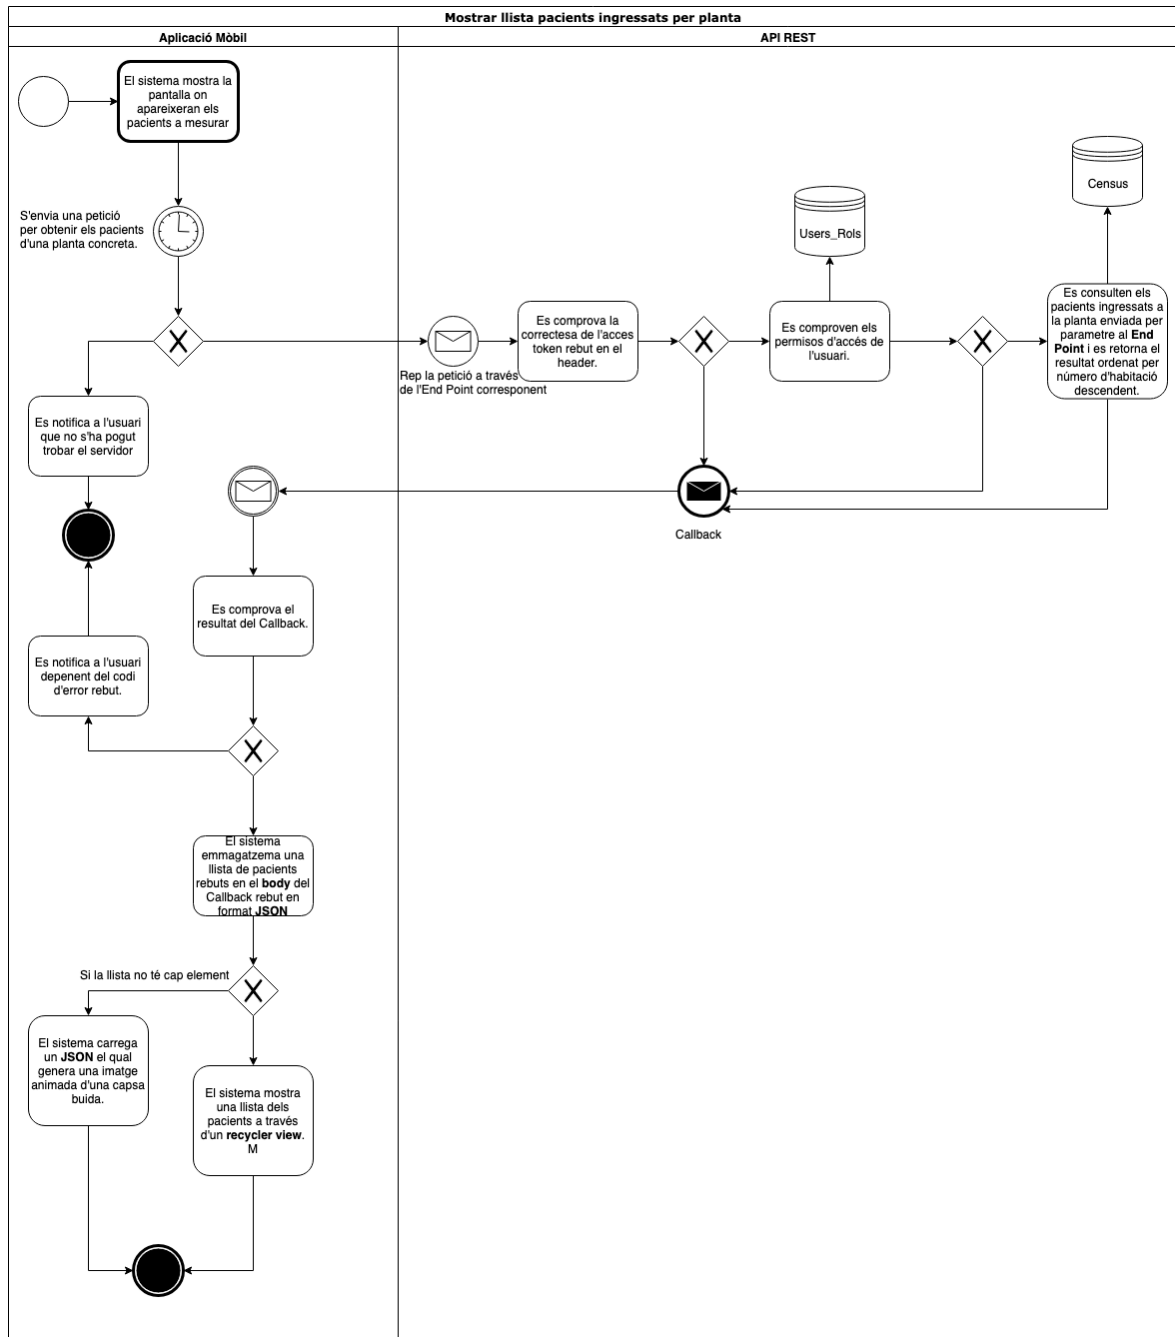 Mostrar llista pacients ingressats per planta
Aplicació Mòbil
API REST
El sistema mostra la
pantalla on
apareixeran els
pacients a mesurar
S'envia una petició
per obtenir els pacients
d'una planta concreta.
Es notifica a l'usuari
que no s'ha pogut
trobar el servidor
Rep la petició a través
de l'End Point corresponent
Es comprova la
correctesa de l'acces
token rebut en el
header.
Users_Rols
Es comproven els
permisos d'accés de
l'usuari.
Census
Es consulten els
pacients ingressats a
la planta enviada per
parametre al End
Point i es retorna el
resultat ordenat per
número d'habitació
descendent.
Callback
Es comprova el
resultat del Callback.
Es notifica a l'usuari
depenent del codi
d'error rebut.
El sistema
emmagatzema una
llista de pacients
rebuts en el body del
Callback rebut en
format JSON
Si la llista no té cap element
El sistema carrega
un JSON el qual
genera una imatge
animada d'una capsa
buida.
El sistema mostra
una llista dels
pacients a través
d'un recycler view.
M